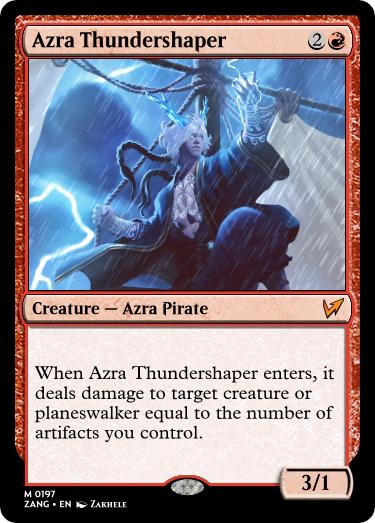 Azra Thundershaper 2
Creature — Azra Pirate
When Azra Thundershaper enters, it
deals damage to target creature or
planeswalker equal to the number of
artifacts you control.
3/1
M 0197
ZANG • EN Zakhele